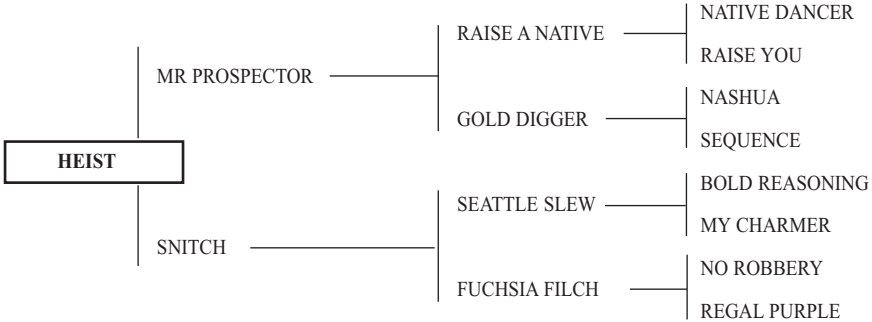 NATIVE DANCER
RAISE A NATIVE
RAISE YOU
MR PROSPECTOR
NASHUA
GOLD DIGGER
SEQUENCE
HEIST
BOLD REASONING
SEATTLE SLEW
MY CHARMER
SNITCH
NO ROBBERY
FUCHSIA FILCH
REGAL PURPLE